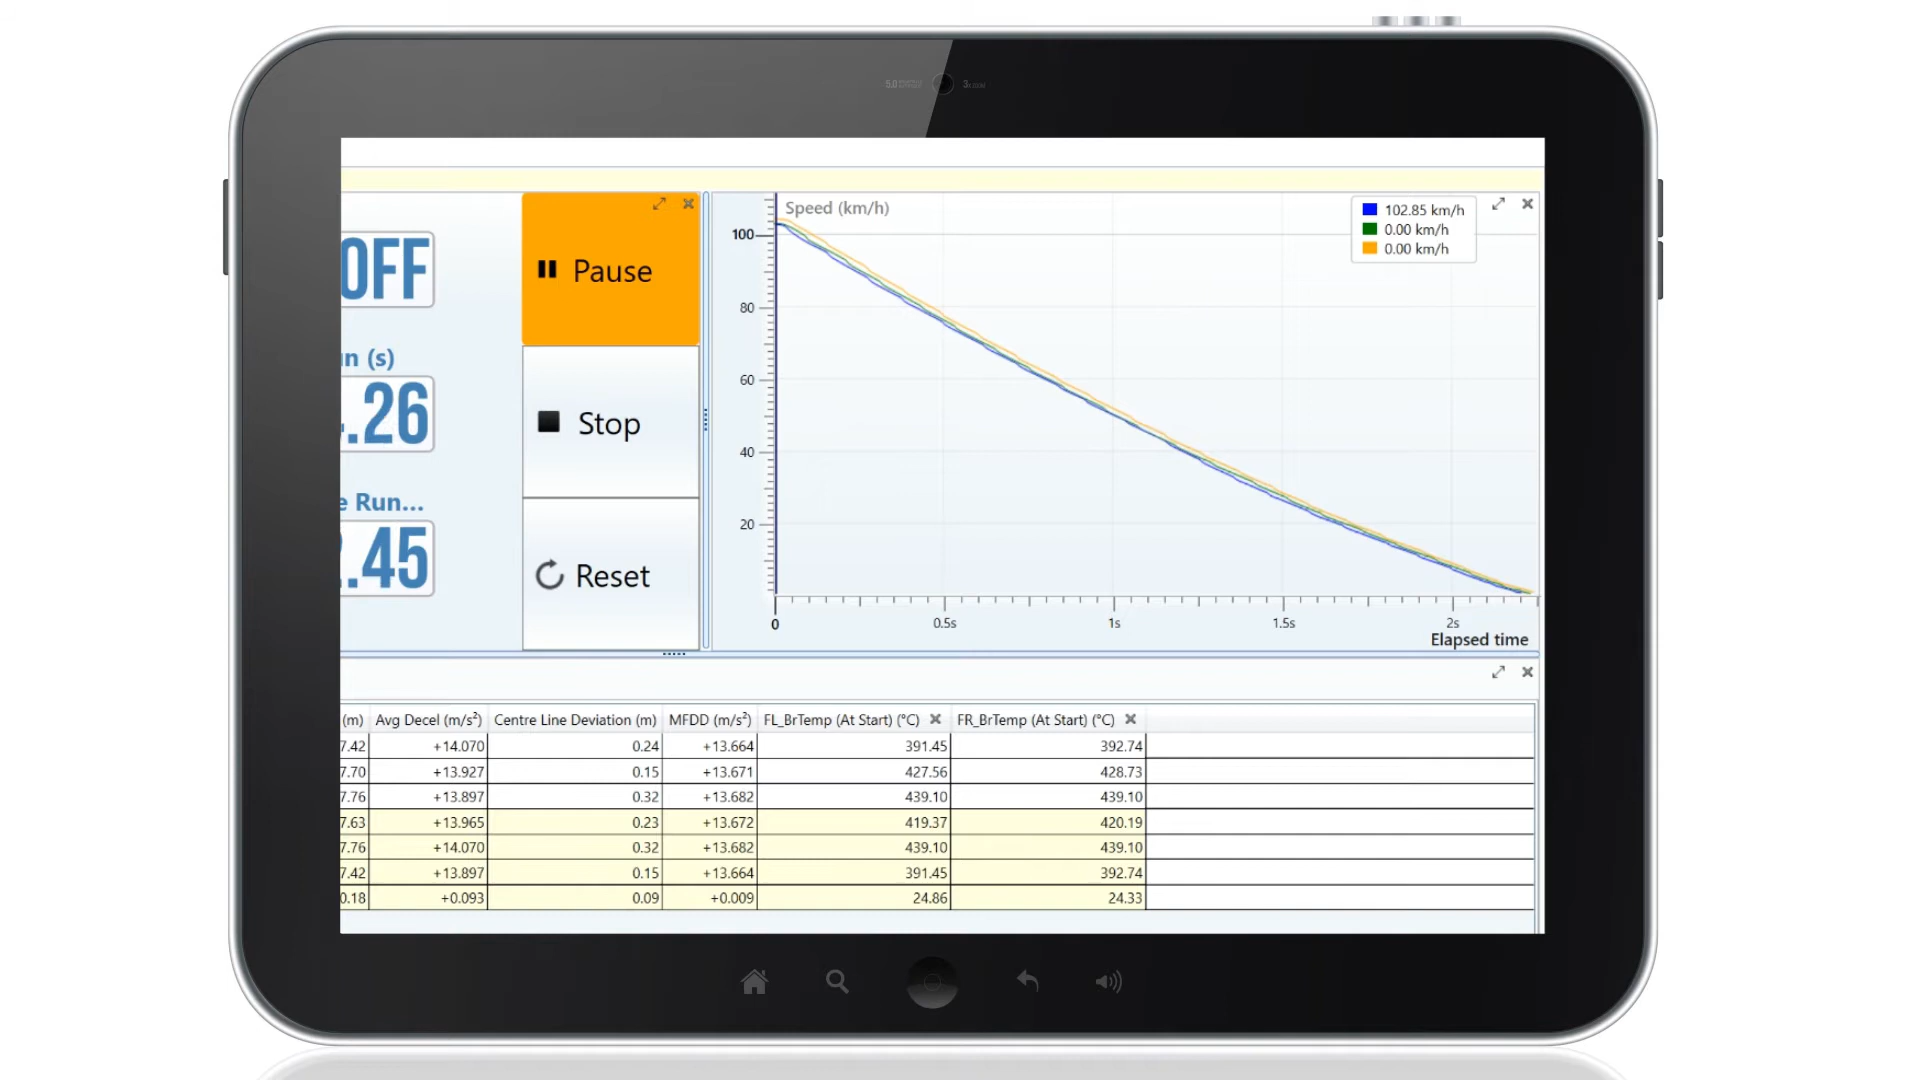 5.0
3x ZOOM
OFF
Pause
Speed (km/h)
102.85 km/h
0.00 km/h
0.00 km/h
100
80
60
40
20
n (s)
.26
Stop
e Run...
.45
Reset
0 0.5s 1s 1.5s 2s
Elapsed time
(m) Avg Decel (m/s²) Centre Line Deviation (m) MFDD (m/s²) FL_BrTemp (At Start) (°C) FR_BrTemp (At Start) (°C)
7.42 +14.070 0.24 +13.664 391.45 392.74
7.70 +13.927 0.15 +13.671 427.56 428.73
7.76 +13.897 0.32 +13.682 439.10 439.10
7.63 +13.965 0.23 +13.672 419.37 420.19
7.76 +14.070 0.32 +13.682 439.10 439.10
7.42 +13.897 0.15 +13.664 391.45 392.74
0.18 +0.093 0.09 +0.009 24.86 24.33